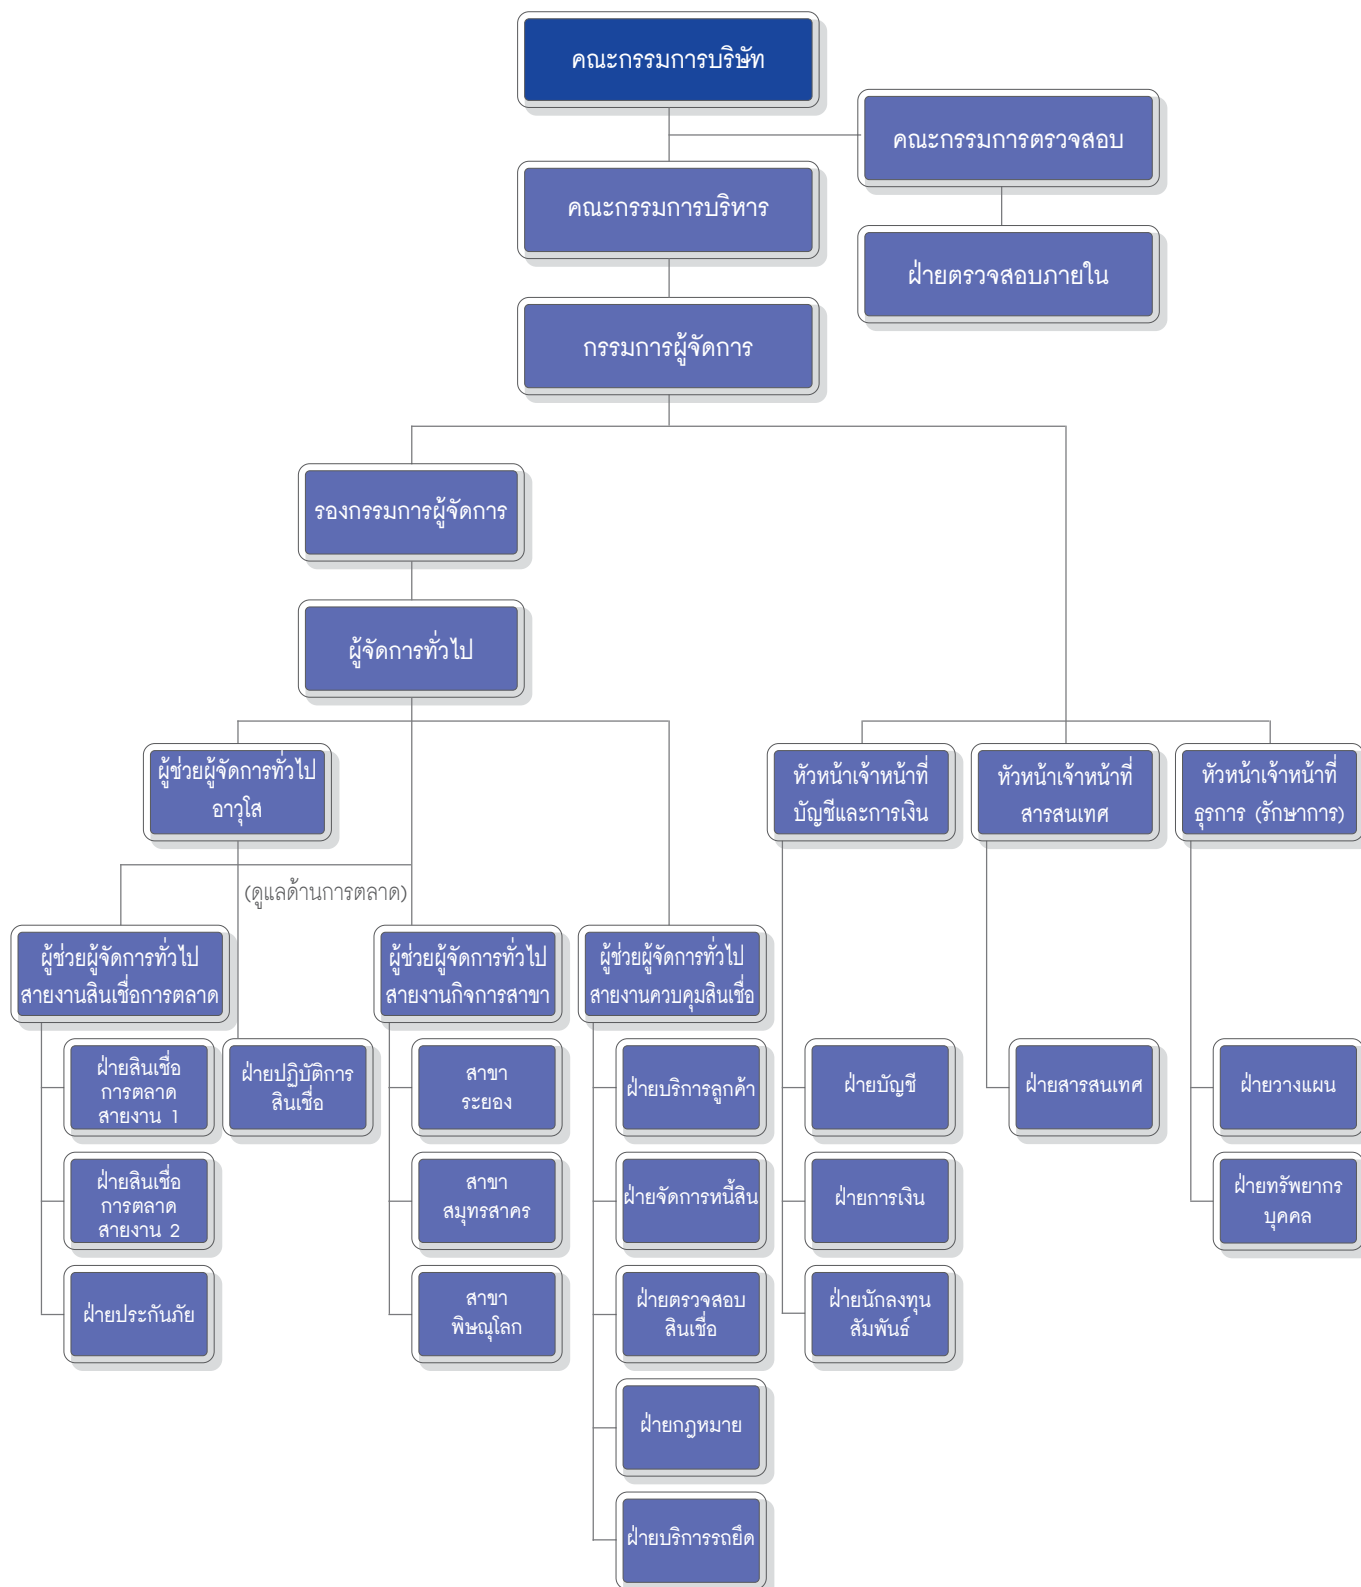 คณะกรรมการบริษัท
คณะกรรมการตรวจสอบ
คณะกรรมการบริหาร
ฝ่ายตรวจสอบภายใน
กรรมการผู้จัดการ
รองกรรมการผู้จัดการ
ผู้จัดการทั่วไป
ผู้ช่วยผู้จัดการทั่วไป
อาวุโส
หัวหน้าเจ้าหน้าที่
บัญชีและการเงิน
หัวหน้าเจ้าหน้าที่
สารสนเทศ
หัวหน้าเจ้าหน้าที่
ธุรการ (รักษาการ)
(ดูแลด้านการตลาด)
ผู้ช่วยผู้จัดการทั่วไป
สายงานสินเชื่อการตลาด
ผู้ช่วยผู้จัดการทั่วไป
สายงานกิจการสาขา
ผู้ช่วยผู้จัดการทั่วไป
สายงานควบคุมสินเชื่อ
ฝ่ายสินเชื่อ
การตลาด
สายงาน 1
ฝ่ายปฏิบัติการ
สินเชื่อ
สาขา
ระยอง
ฝ่ายบริการลูกค้า
ฝ่ายบัญชี
ฝ่ายสารสนเทศ
ฝ่ายวางแผน
ฝ่ายสินเชื่อ
การตลาด
สายงาน 2
สาขา
สมุทรสาคร
ฝ่ายจัดการหนี้สิน
ฝ่ายการเงิน
ฝ่ายทรัพยากร
บุคคล
ฝ่ายประกันภัย
สาขา
พิษณุโลก
ฝ่ายตรวจสอบ
สินเชื่อ
ฝ่ายนักลงทุน
สัมพันธ์
ฝ่ายกฎหมาย
ฝ่ายบริการรถยึด